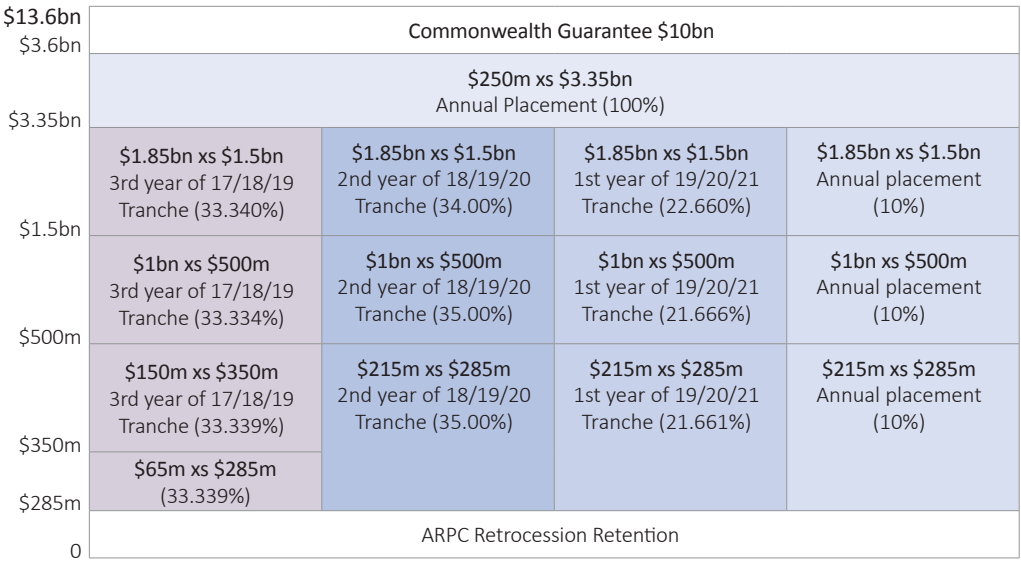 $13.6bn
$3.6bn
Commonwealth Guarantee $10bn
$250m xs $3.35bn
Annual Placement (100%)
$3.35bn
$1.85bn xs $1.5bn
3rd year of 17/18/19
Tranche (33.340%)
$1.85bn xs $1.5bn
2nd year of 18/19/20
Tranche (34.00%)
$1.85bn xs $1.5bn
1st year of 19/20/21
Tranche (22.660%)
$1.85bn xs $1.5bn
Annual placement
(10%)
$1.5bn
$1bn xs $500m
3rd year of 17/18/19
Tranche (33.334%)
$1bn xs $500m
2nd year of 18/19/20
Tranche (35.00%)
$1bn xs $500m
1st year of 19/20/21
Tranche (21.666%)
$1bn xs $500m
Annual placement
(10%)
$500m
$150m xs $350m
3rd year of 17/18/19
Tranche (33.339%)
$215m xs $285m
2nd year of 18/19/20
Tranche (35.00%)
$215m xs $285m
1st year of 19/20/21
Tranche (21.661%)
$215m xs $285m
Annual placement
(10%)
$350m
$65m xs $285m
(33.339%)
$285m
ARPC Retrocession Retention
0